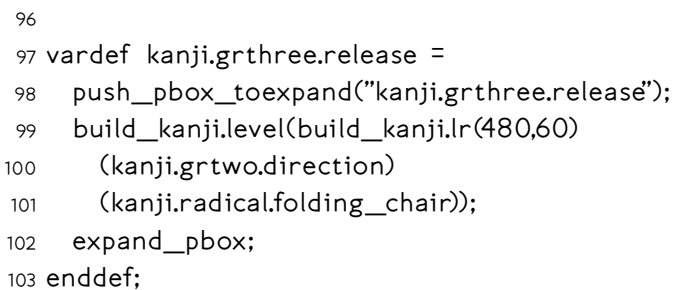 96
97 vardef kanji.grthree.release =
98 push_pbox_toexpand("kanji.grthree.release");
99 build_kanji.level(build_kanji.lr(480,60)
100 (kanji.grtwo.direction)
101 (kanji.radical.folding_chair));
102 expand_pbox;
103 enddef;